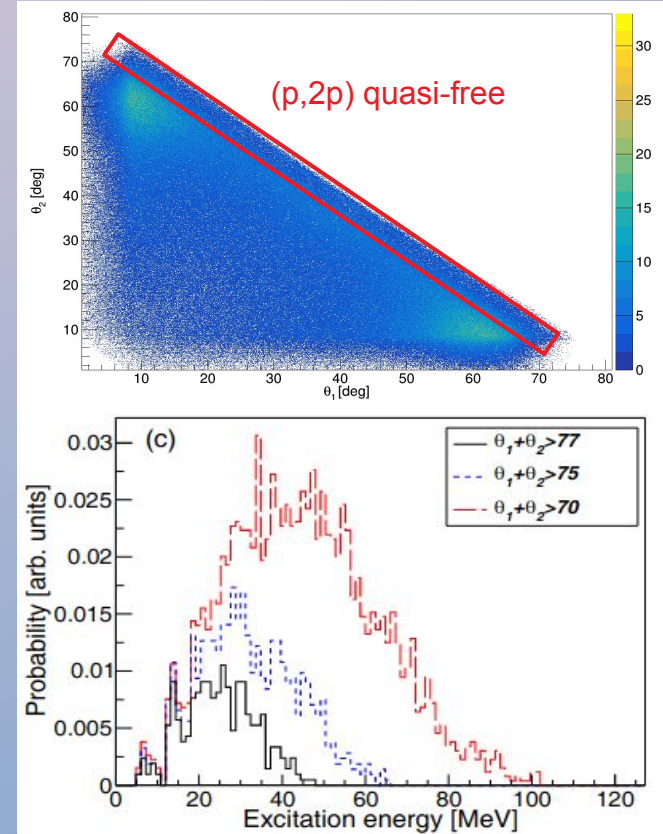 80
70
60
50
40
30
20
10
θ₂ [deg]
(p,2p) quasi-free
30
25
20
15
10
5
0
10 20 30 40 50 60 70 80
θ₁[deg]
(c)
θ₁+θ₂>77
θ₁+θ₂>75
θ₁+θ₂>70
0.03
0.025
0.02
0.015
0.01
0.005
0
Probability [arb. units]
0 20 40 60 80 100 120
Excitation energy [MeV]